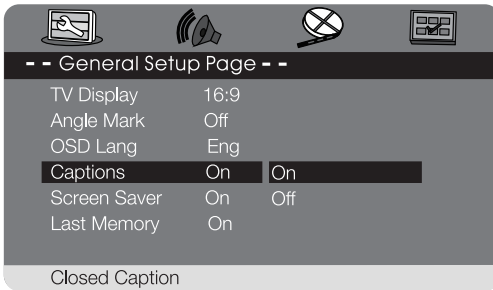 - - General Setup Page - -
TV Display 16:9
Angle Mark Off
OSD Lang Eng
Captions On On
Screen Saver On Off
Last Memory On
Closed Caption